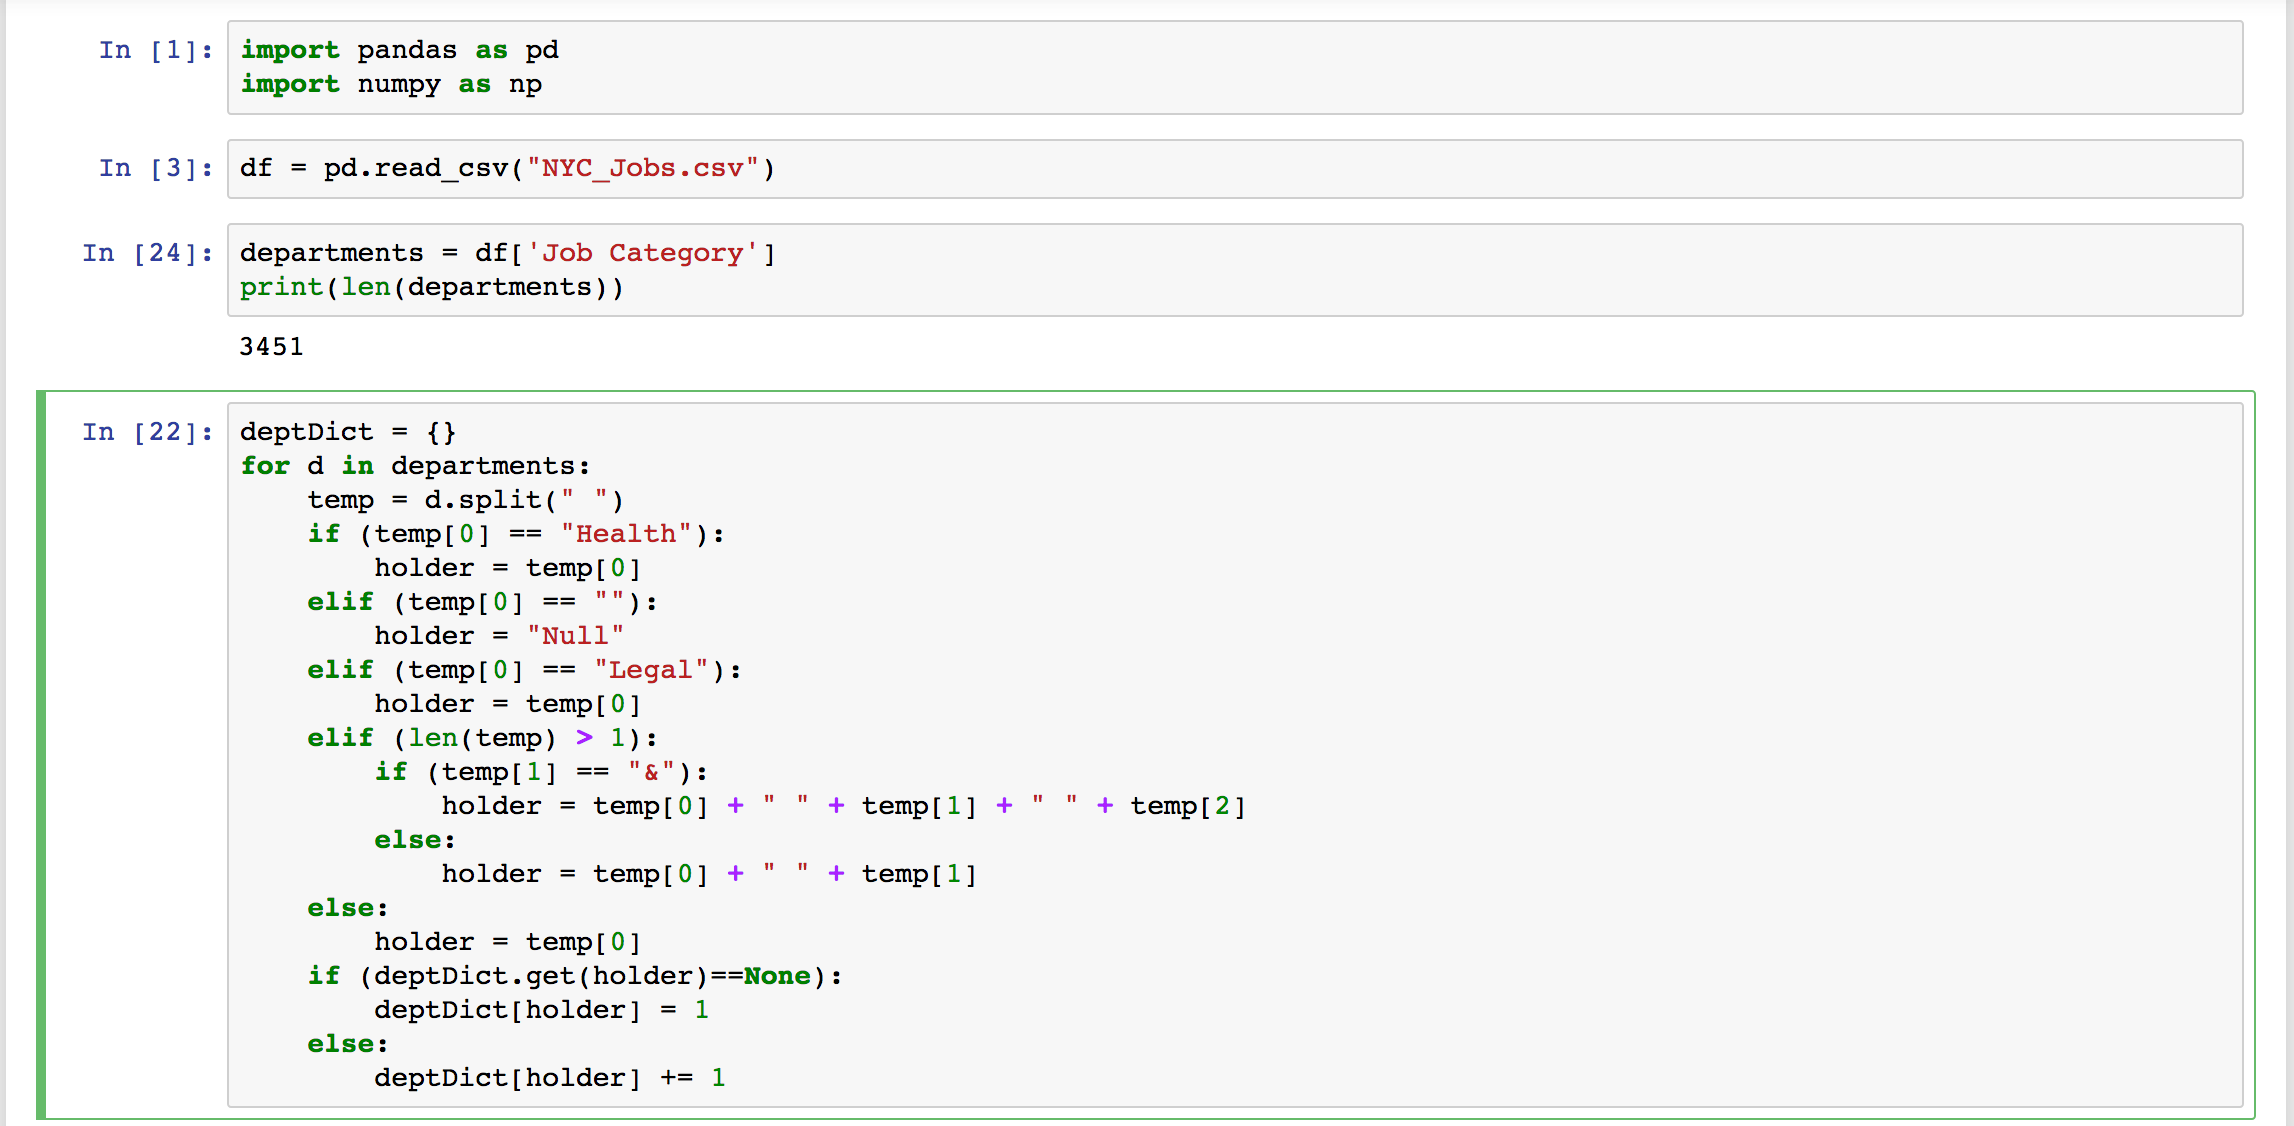 In [1]: import pandas as pd
import numpy as np
In [3]: df = pd.read_csv("NYC_Jobs.csv")
In [24]: departments = df['Job Category']
print(len(departments))
3451
In [22]: deptDict = {}
for d in departments:
    temp = d.split(" ")
    if (temp[0] == "Health"):
        holder = temp[0]
    elif (temp[0] == ""):
        holder = "Null"
    elif (temp[0] == "Legal"):
        holder = temp[0]
    elif (len(temp) > 1):
        if (temp[1] == "&"):
            holder = temp[0] + " " + temp[1] + " " + temp[2]
        else:
            holder = temp[0] + " " + temp[1]
    else:
        holder = temp[0]
    if (deptDict.get(holder)==None):
        deptDict[holder] = 1
    else:
        deptDict[holder] += 1